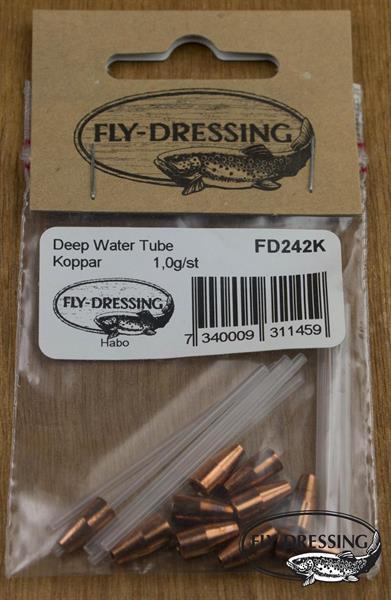 FLY-DRESSING
Deep Water Tube FD242K
Koppar 1,0g/st
FLY-DRESSING
Habo
7 340009 311459
FLY-DRESSING